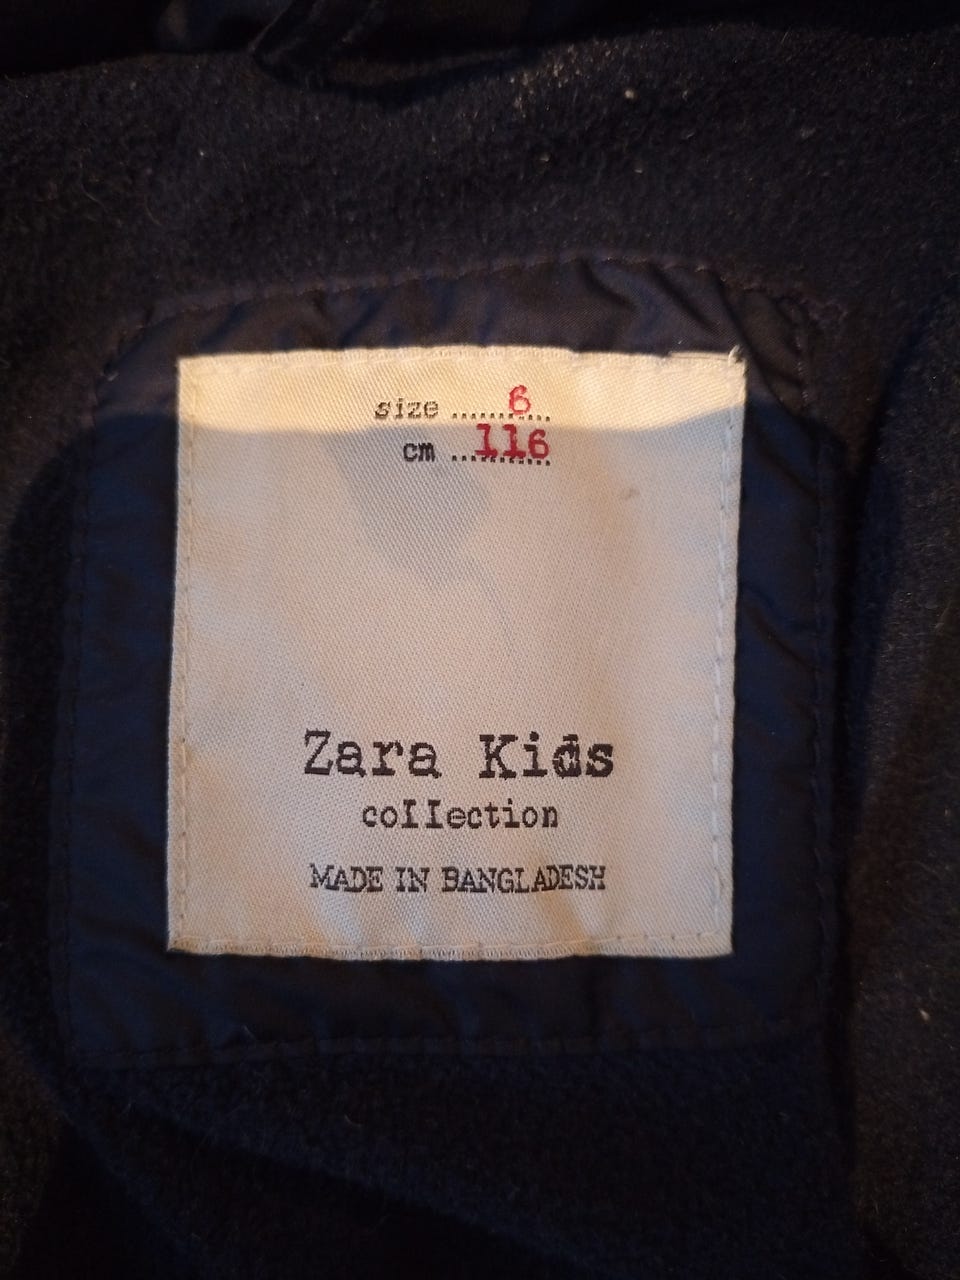 size ........6...
cm ...116
Zara Kids
collection
MADE IN BANGLADESH